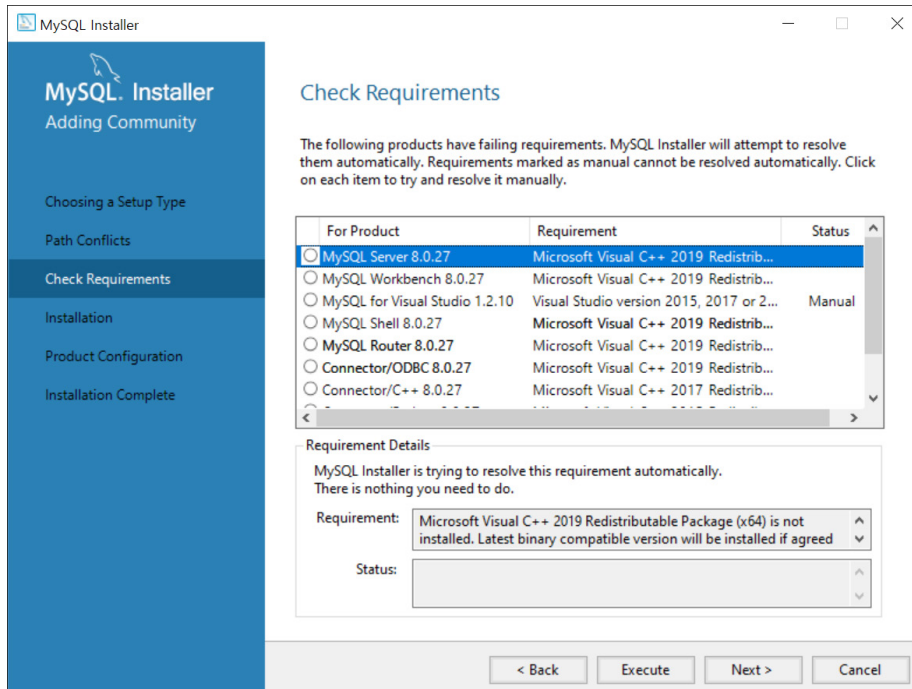 MySQL Installer
MySQL. Installer
Adding Community
Choosing a Setup Type
Path Conflicts
Check Requirements
Installation
Product Configuration
Installation Complete
Check Requirements
The following products have failing requirements. MySQL Installer will attempt to resolve
them automatically. Requirements marked as manual cannot be resolved automatically. Click
on each item to try and resolve it manually.
For Product Requirement Status
MySQL Server 8.0.27 Microsoft Visual C++ 2019 Redistrib...
MySQL Workbench 8.0.27 Microsoft Visual C++ 2019 Redistrib...
MySQL for Visual Studio 1.2.10 Visual Studio version 2015, 2017 or 2... Manual
MySQL Shell 8.0.27 Microsoft Visual C++ 2019 Redistrib...
MySQL Router 8.0.27 Microsoft Visual C++ 2019 Redistrib...
Connector/ODBC 8.0.27 Microsoft Visual C++ 2019 Redistrib...
Connector/C++ 8.0.27 Microsoft Visual C++ 2017 Redistrib...
Requirement Details
MySQL Installer is trying to resolve this requirement automatically.
There is nothing you need to do.
Requirement: Microsoft Visual C++ 2019 Redistributable Package (x64) is not
installed. Latest binary compatible version will be installed if agreed
Status:
< Back Execute Next > Cancel